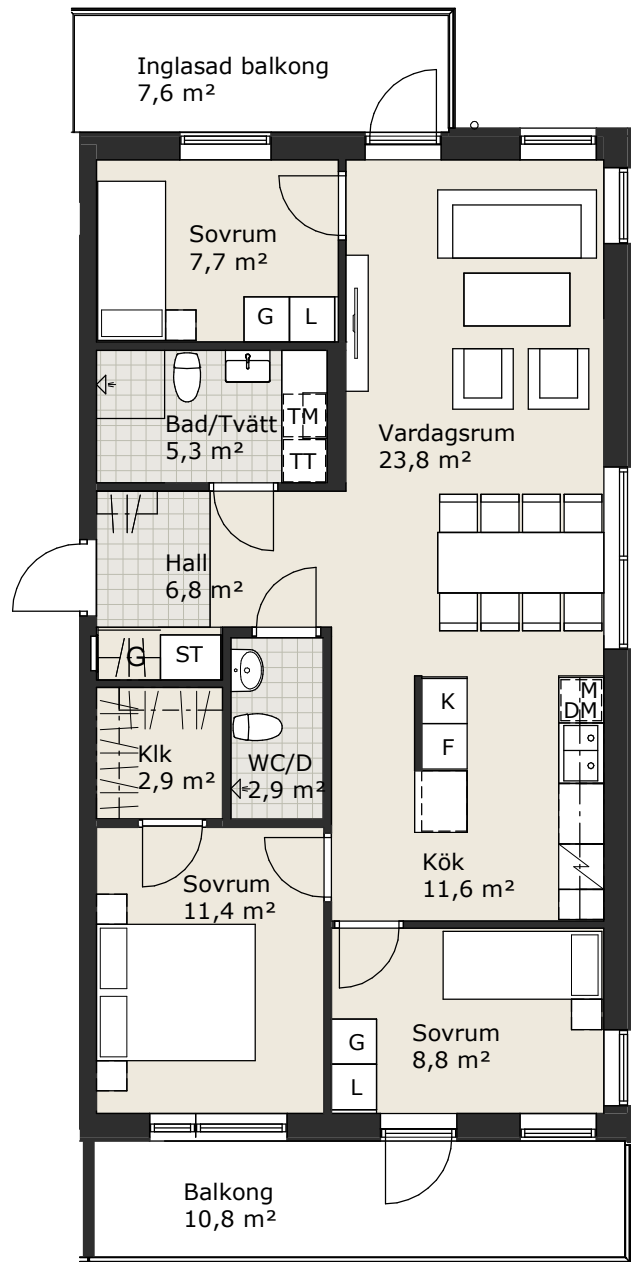 Inglasad balkong
7,6 m²
Sovrum
7,7 m²
G L
Bad/Tvätt
5,3 m²
TM
TT
Vardagsrum
23,8 m²
Hall
6,8 m²
G ST
K
F
M
DM
Klk
2,9 m²
WC/D
2,9 m²
Kök
11,6 m²
Sovrum
11,4 m²
Sovrum
8,8 m²
G
L
Balkong
10,8 m²